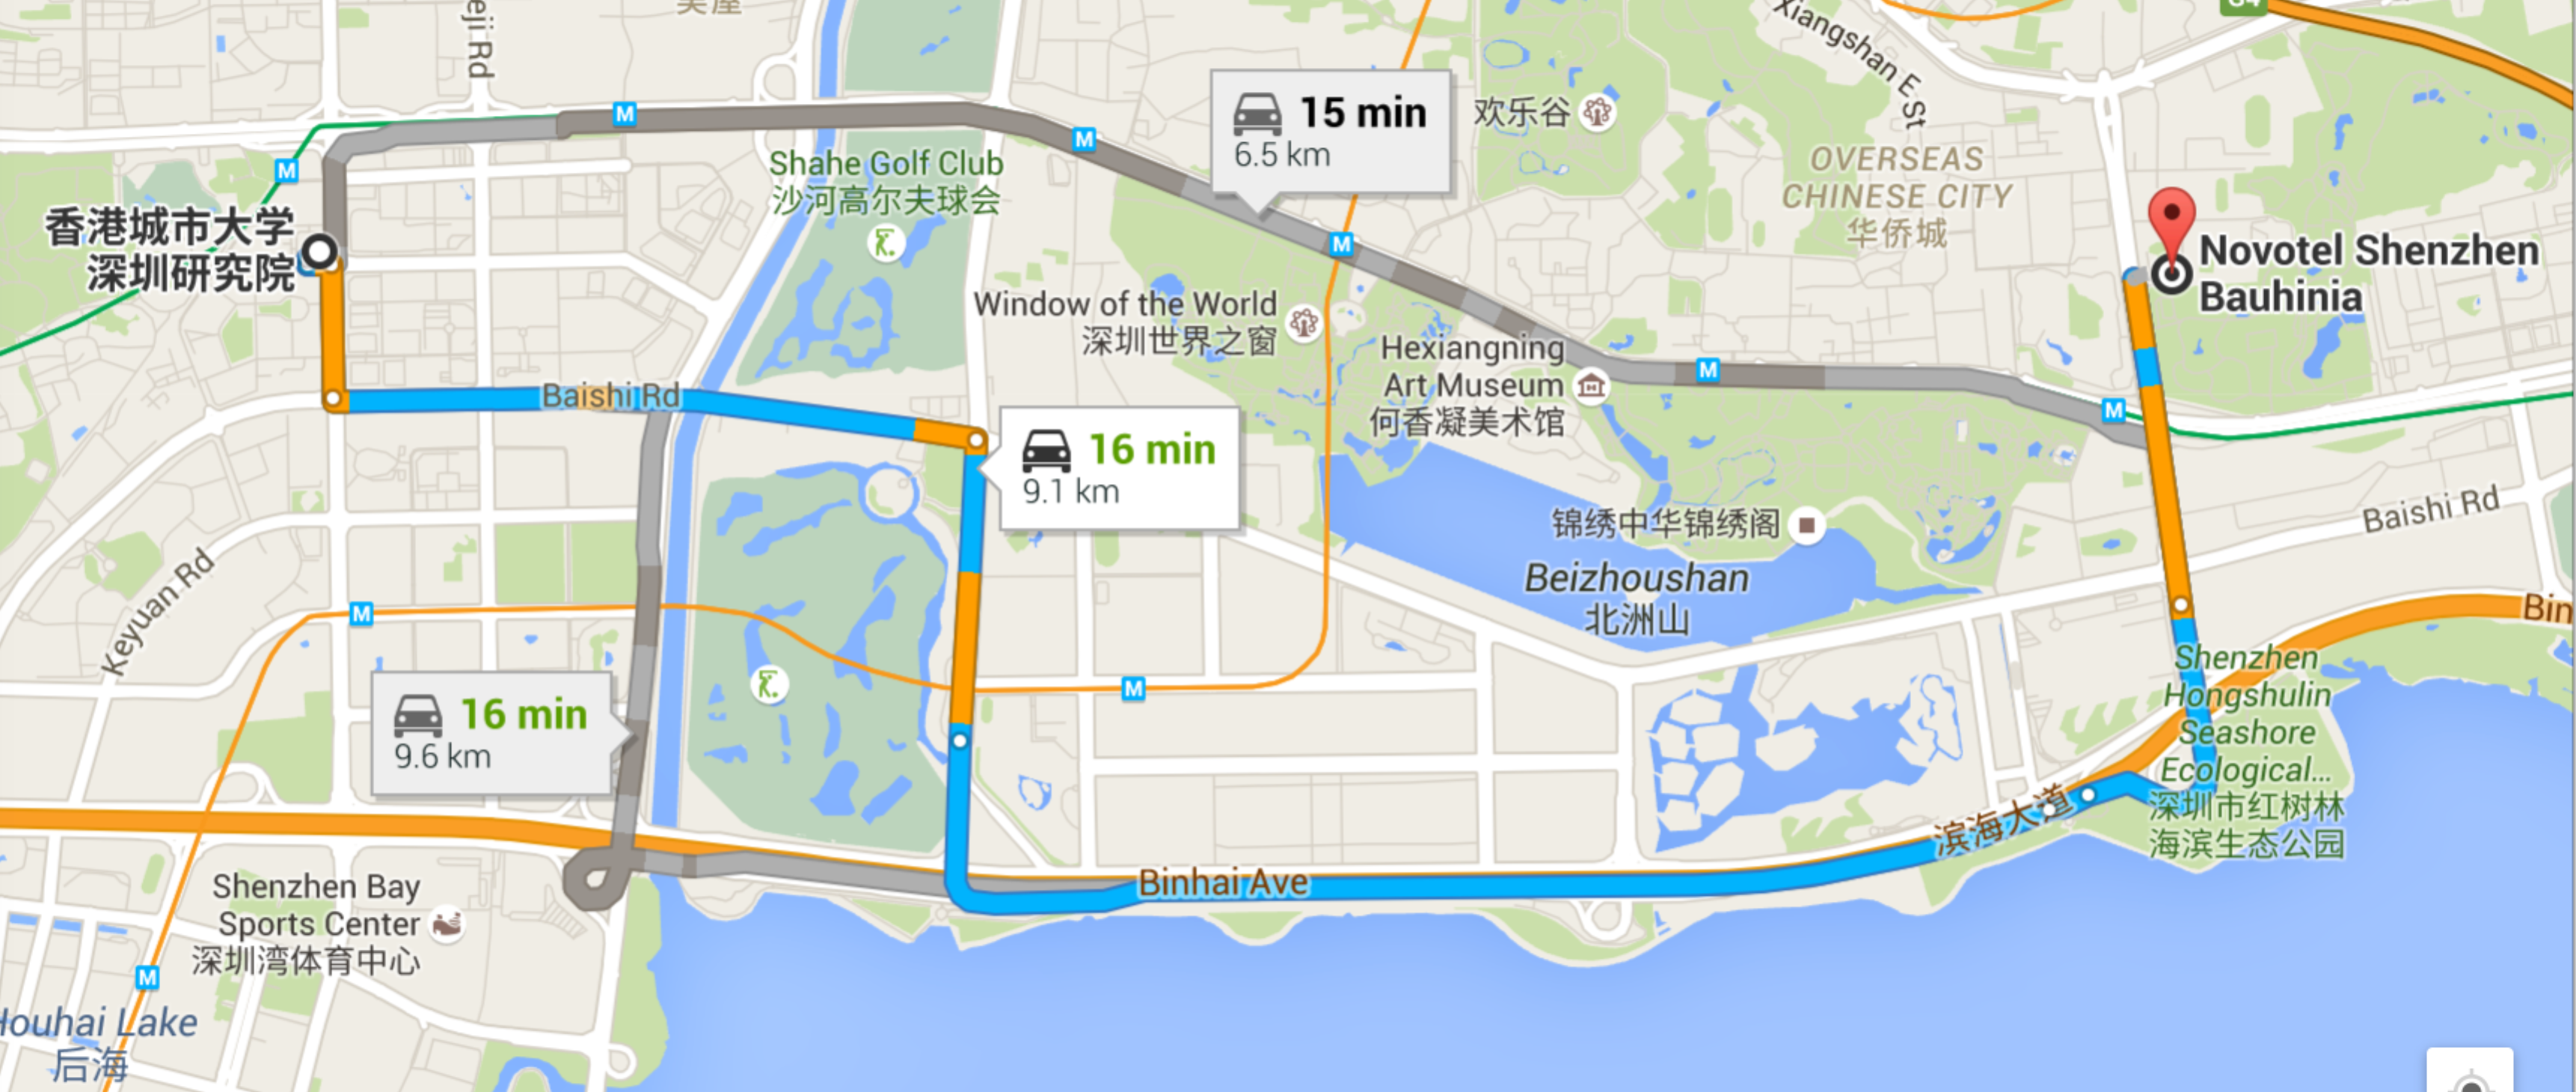 Xiangshan E St
欢乐谷
15 min
6.5 km
M
M
M
Shahe Golf Club
沙河高尔夫球会
OVERSEAS
CHINESE CITY
华侨城
香港城市大学
深圳研究院
Novotel Shenzhen
Bauhinia
M
Window of the World
深圳世界之窗
Hexiangning
Art Museum
何香凝美术馆
M
M
Baishi Rd
16 min
9.1 km
Baishi Rd
锦绣中华锦绣阁
Beizhoushan
北洲山
Keyuan Rd
M
M
Bin
16 min
9.6 km
Shenzhen
Hongshulin
Seashore
Ecological...
深圳市红树林
海滨生态公园
滨海大道
Binhai Ave
Shenzhen Bay
Sports Center
深圳湾体育中心
M
Houhai Lake
后海